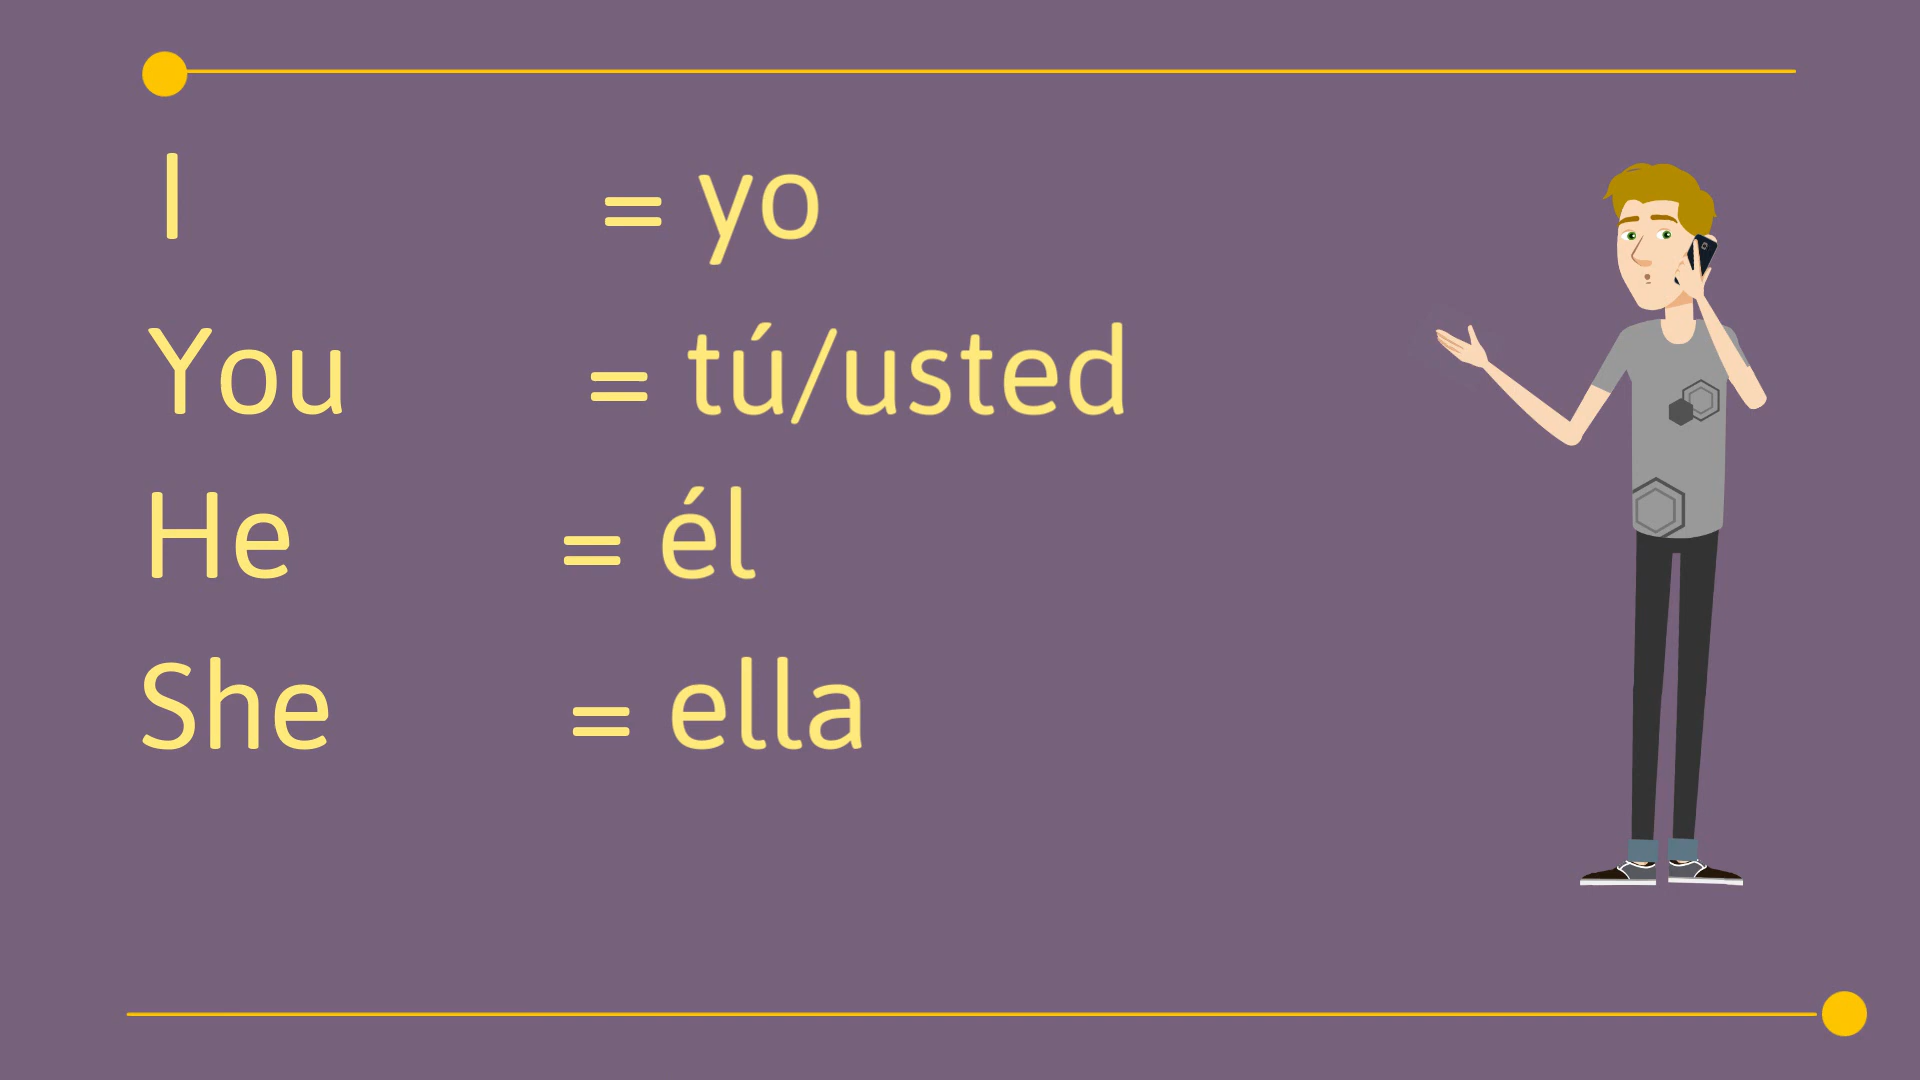 I = yo
You = tú/usted
He = él
She = ella